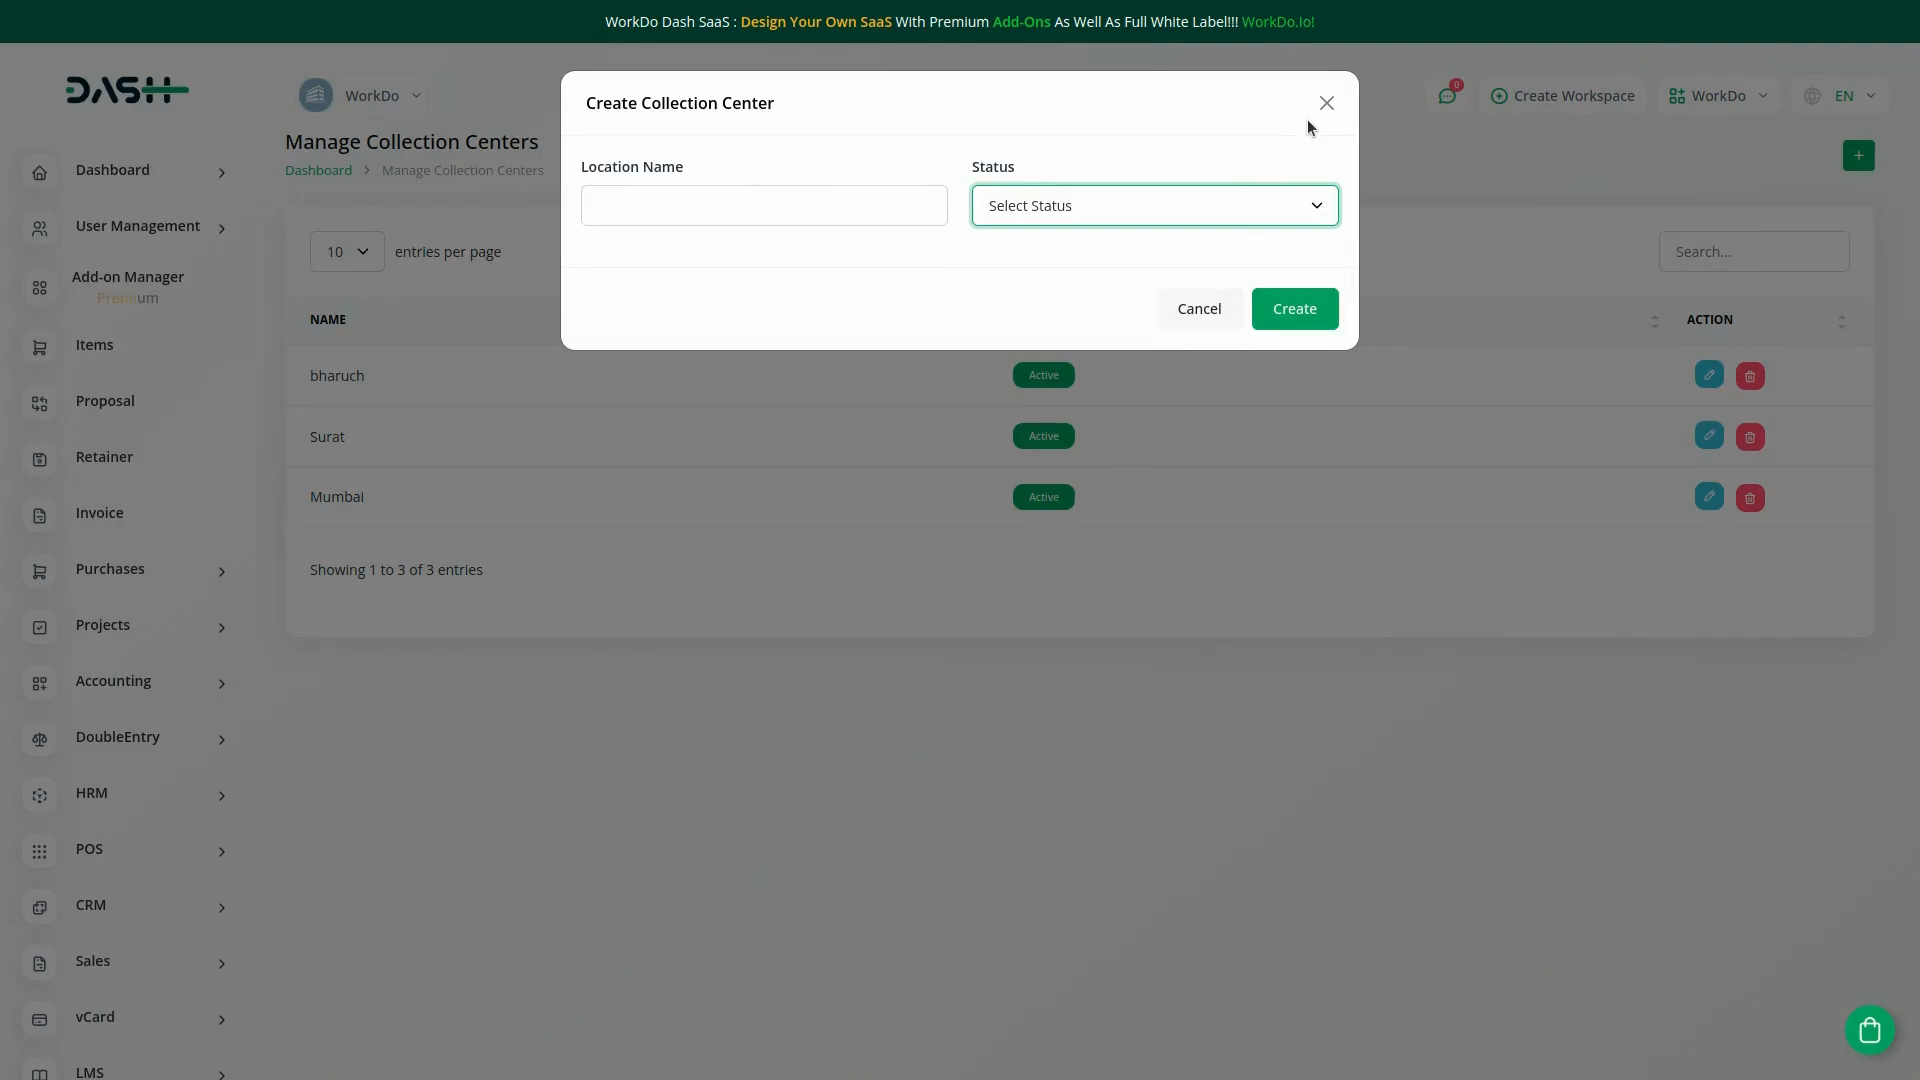 WorkDo Dash SaaS : Design Your Own SaaS With Premium Add-Ons As Well As Full White Label!!! WorkDo.Io!
DASH
WorkDo
0
Create Workspace
WorkDo
EN
Create Collection Center
Location Name
Status
Select Status
Cancel
Create
Manage Collection Centers
Dashboard
Manage Collection Centers
10
entries per page
Search...
NAME
ACTION
bharuch
Active
Surat
Active
Mumbai
Active
Showing 1 to 3 of 3 entries
Dashboard
User Management
Add-on Manager
Premium
Items
Proposal
Retainer
Invoice
Purchases
Projects
Accounting
DoubleEntry
HRM
POS
CRM
Sales
vCard
LMS